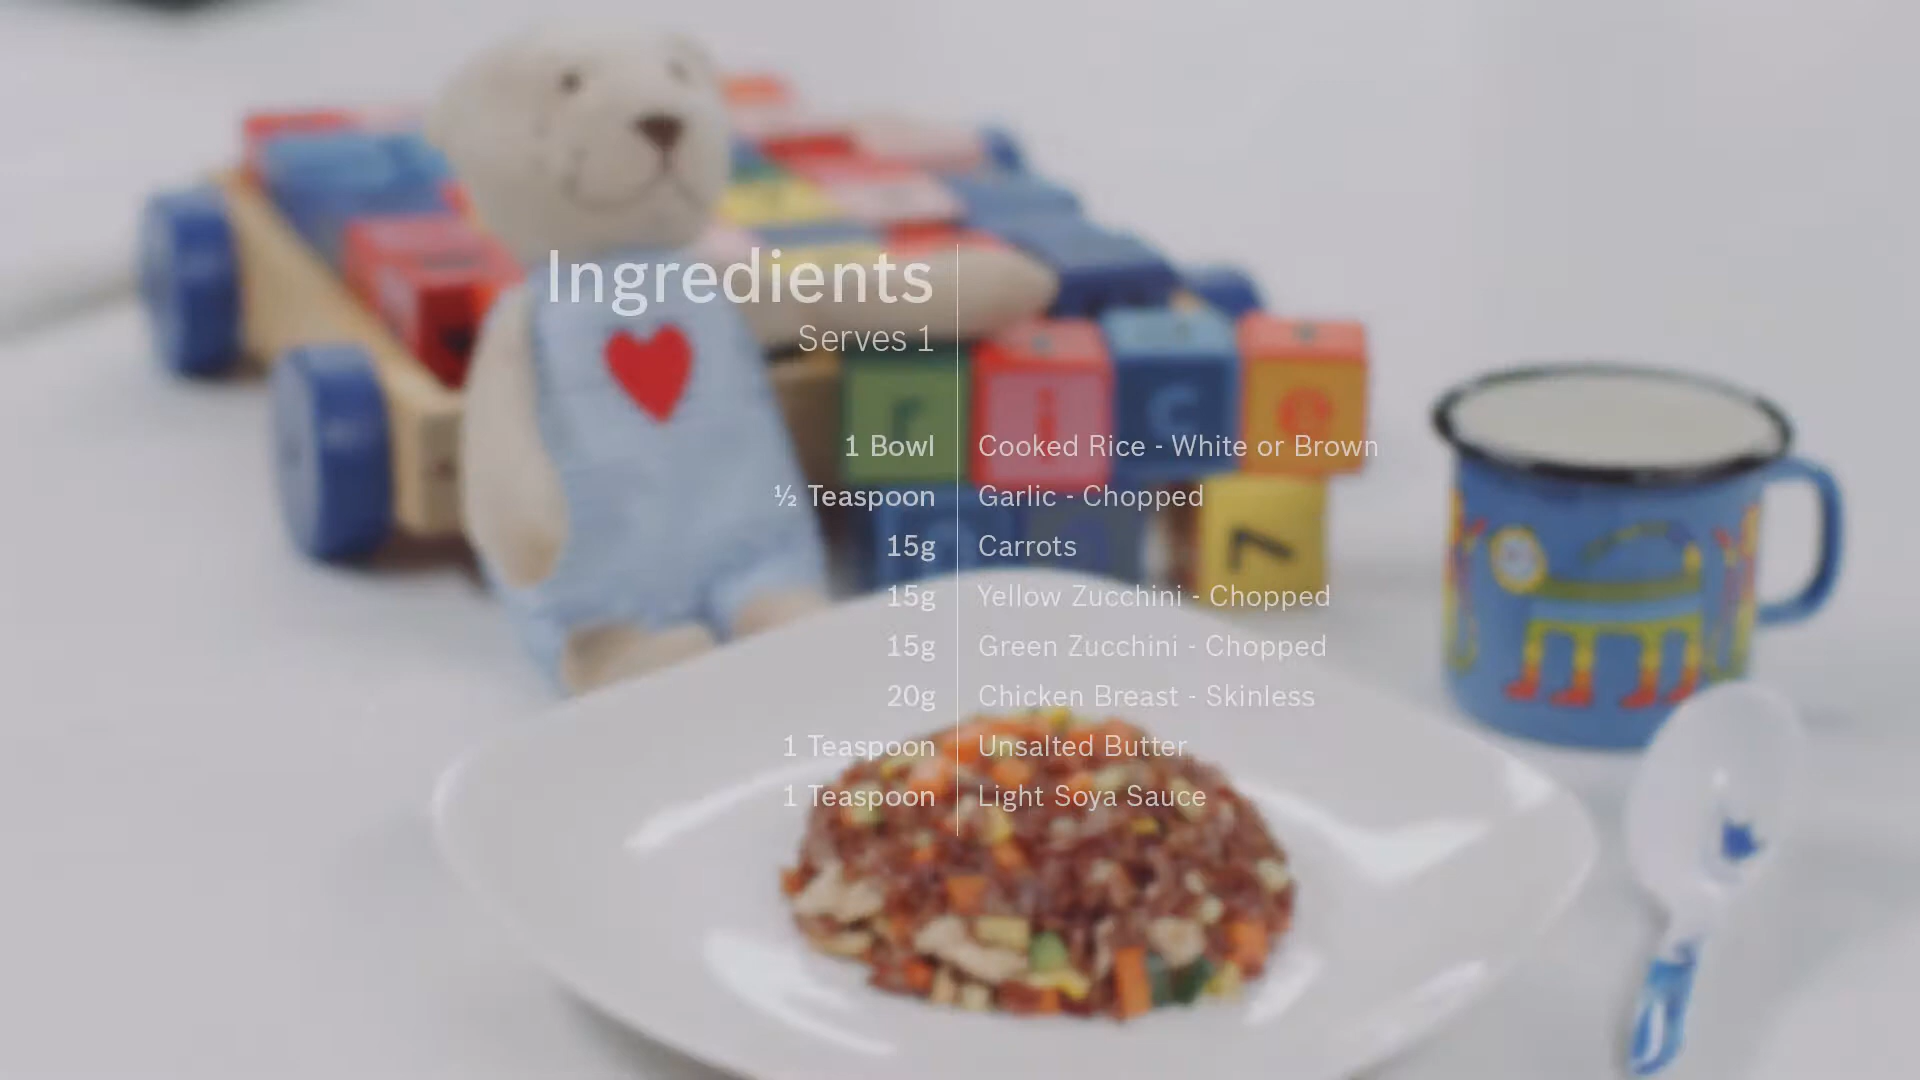 Ingredients
Serves 1
r i c e
1 Bowl Cooked Rice - White or Brown
½ Teaspoon Garlic - Chopped
15g Carrots
15g Yellow Zucchini - Chopped
15g Green Zucchini - Chopped
20g Chicken Breast - Skinless
1 Teaspoon Unsalted Butter
1 Teaspoon Light Soya Sauce